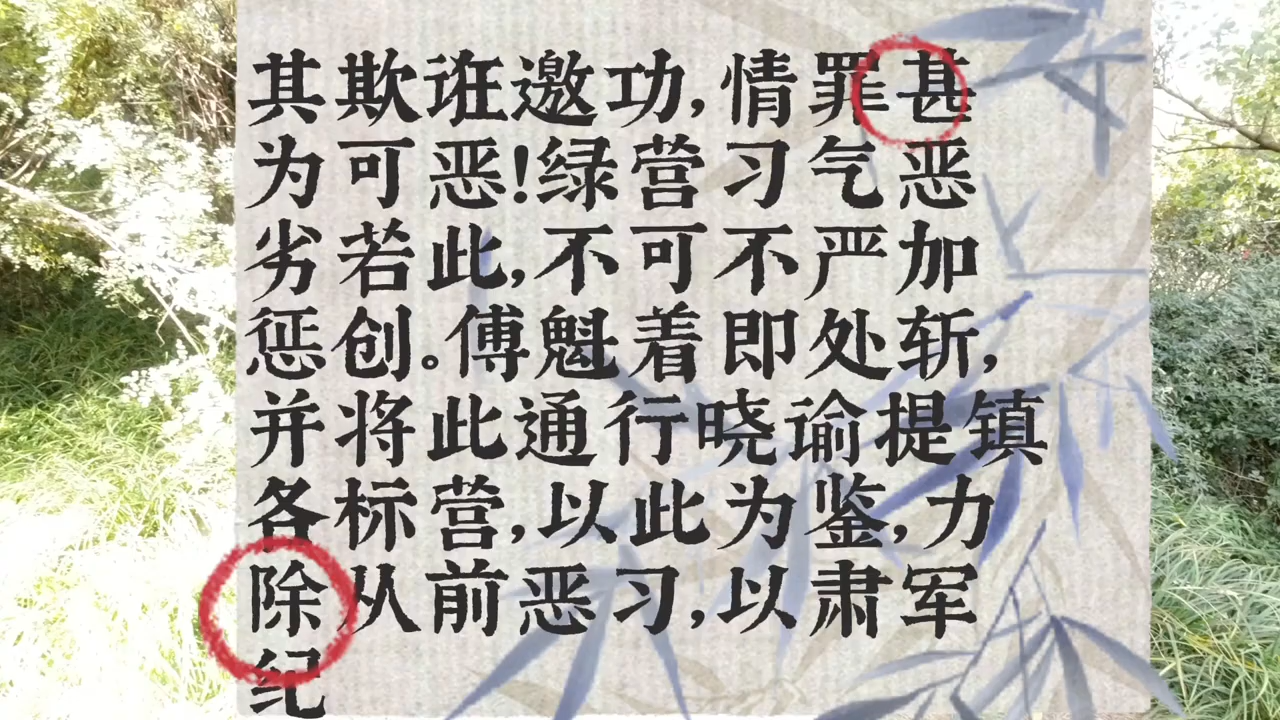 其欺诳邀功,情罪甚
为可恶!绿营习气恶
劣若此,不可不严加
惩创。傅魁着即处斩,
并将此通行晓谕提镇
各标营,以此为鉴,力
除从前恶习,以肃军
纪